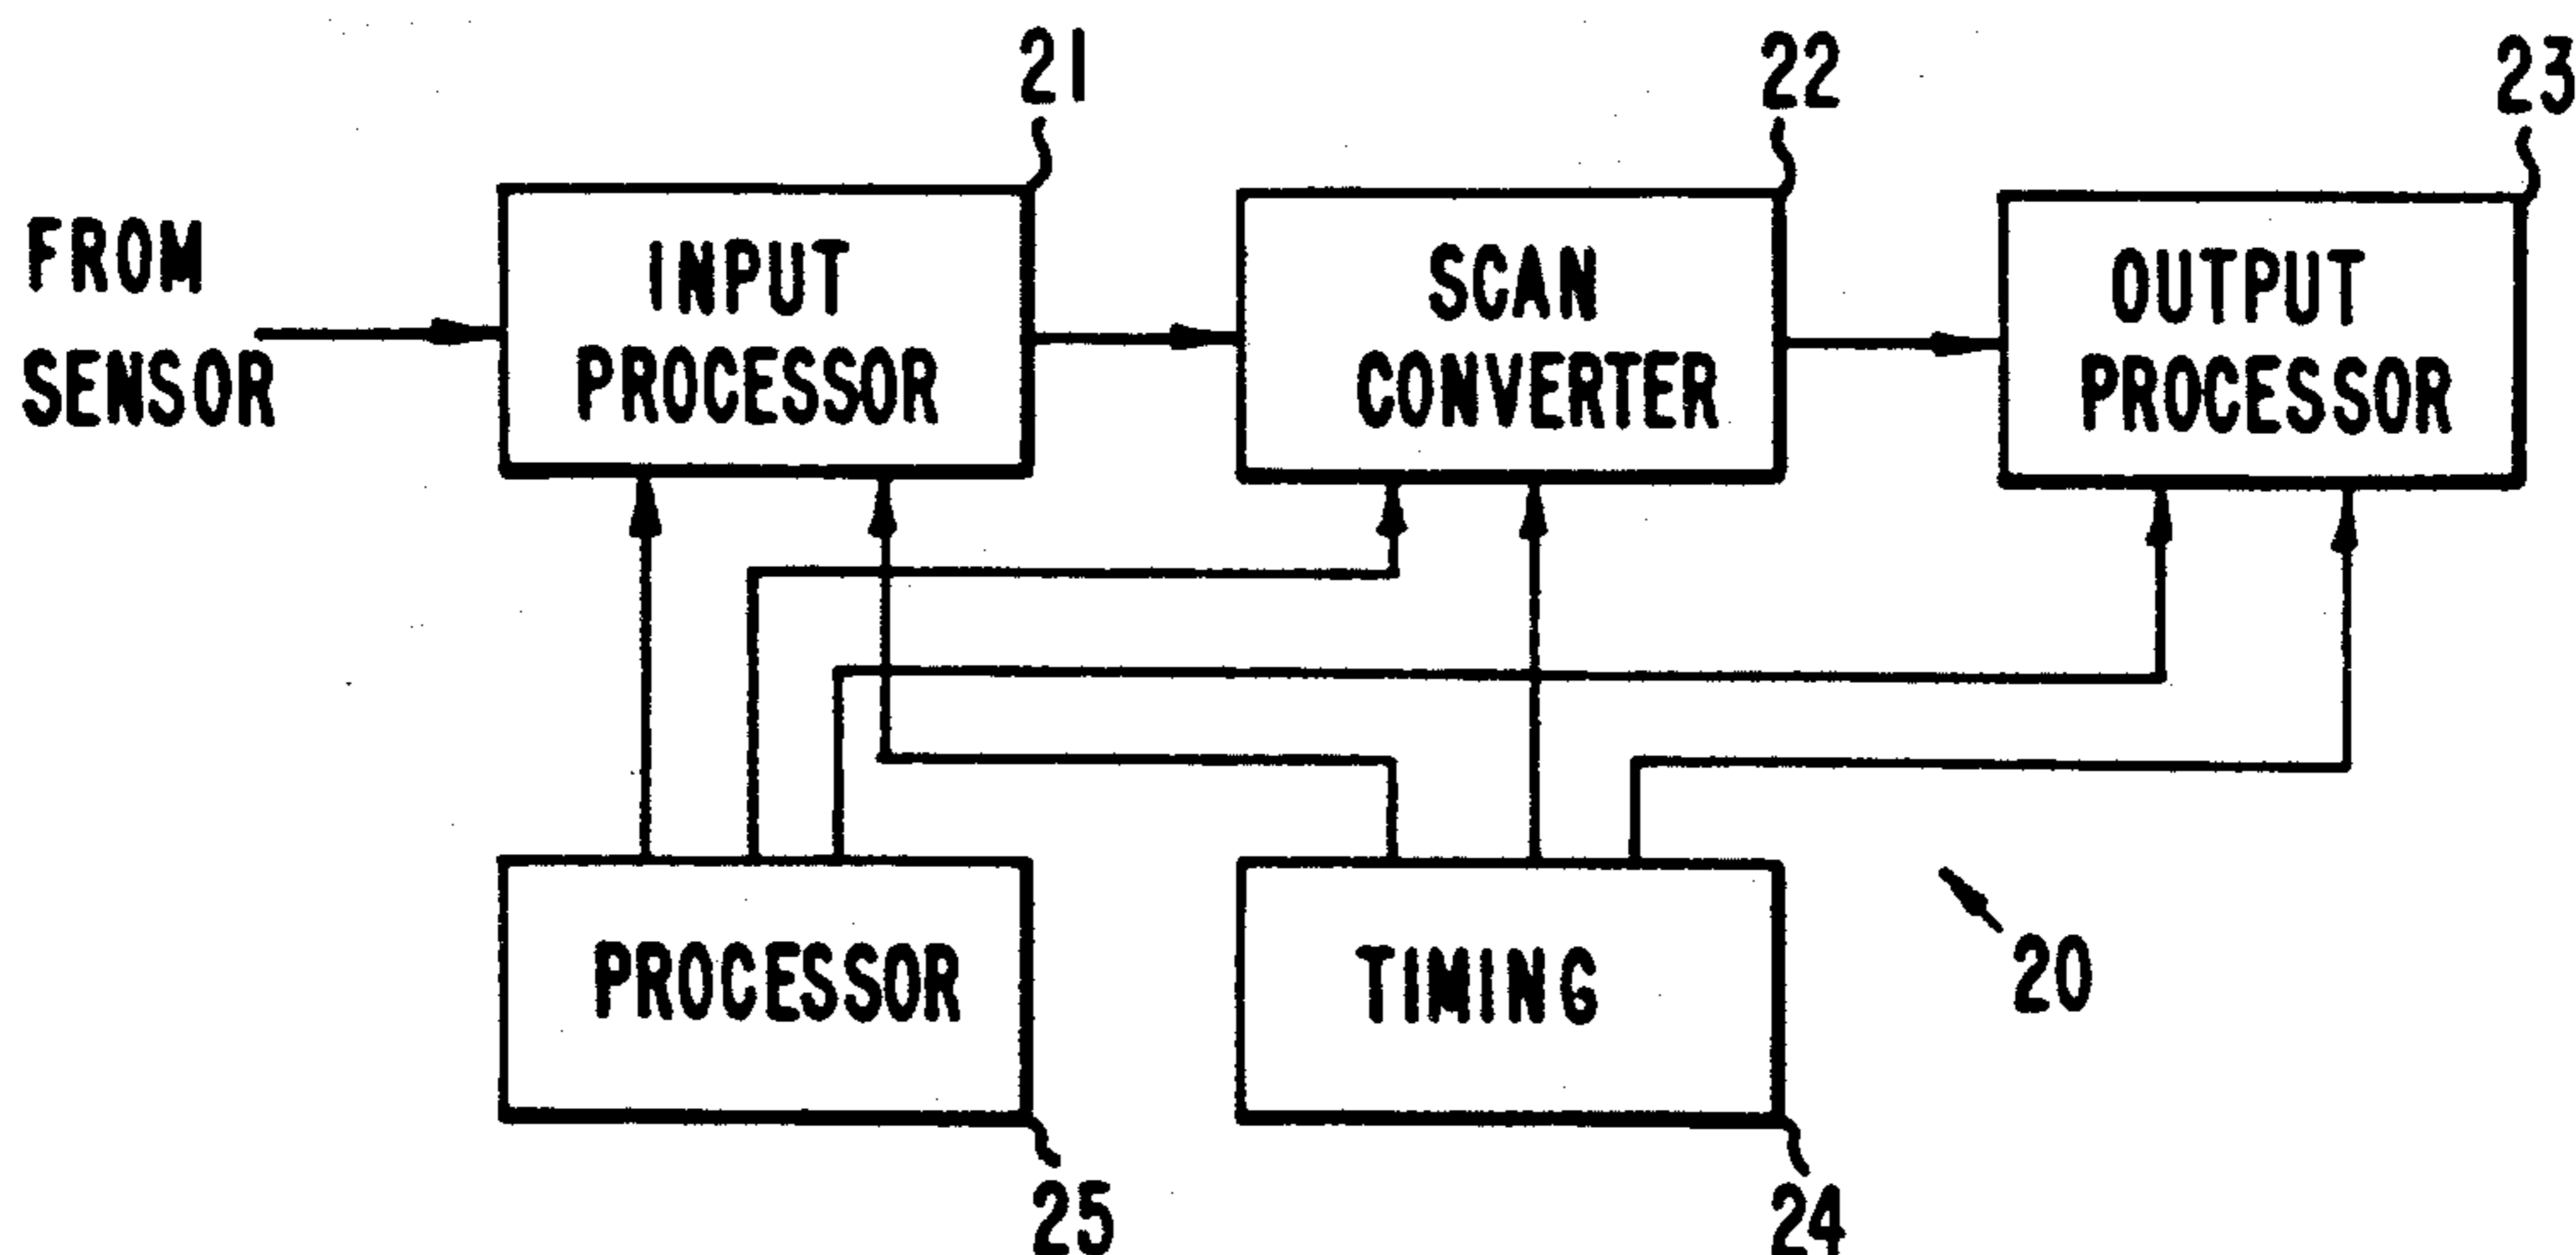 21
22
23
FROM
SENSOR
INPUT
PROCESSOR
SCAN
CONVERTER
OUTPUT
PROCESSOR
PROCESSOR
TIMING
20
25
24